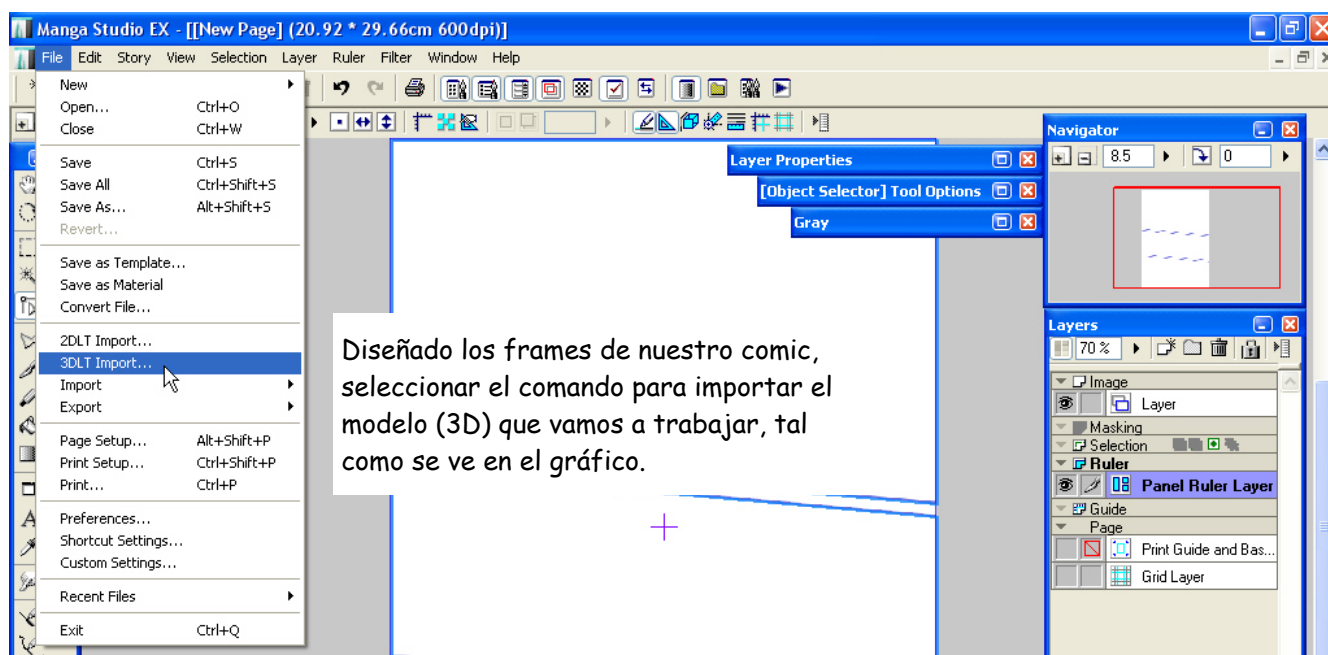 Manga Studio EX - [[New Page] (20.92 * 29.66cm 600dpi)]
File Edit Story View Selection Layer Ruler Filter Window Help
New
Open... Ctrl+O
Close Ctrl+W
Save Ctrl+S
Save All Ctrl+Shift+S
Save As... Alt+Shift+S
Revert...
Save as Template...
Save as Material
Convert File...
2DLT Import...
3DLT Import...
Import
Export
Page Setup... Alt+Shift+P
Print Setup... Ctrl+Shift+P
Print... Ctrl+P
Preferences...
Shortcut Settings...
Custom Settings...
Recent Files
Exit Ctrl+Q
Layer Properties
[Object Selector] Tool Options
Gray
Diseñado los frames de nuestro comic,
seleccionar el comando para importar el
modelo (3D) que vamos a trabajar, tal
como se ve en el gráfico.
Navigator
8.5 0
Layers
70 %
Image
Layer
Masking
Selection
Ruler
Panel Ruler Layer
Guide
Page
Print Guide and Bas...
Grid Layer